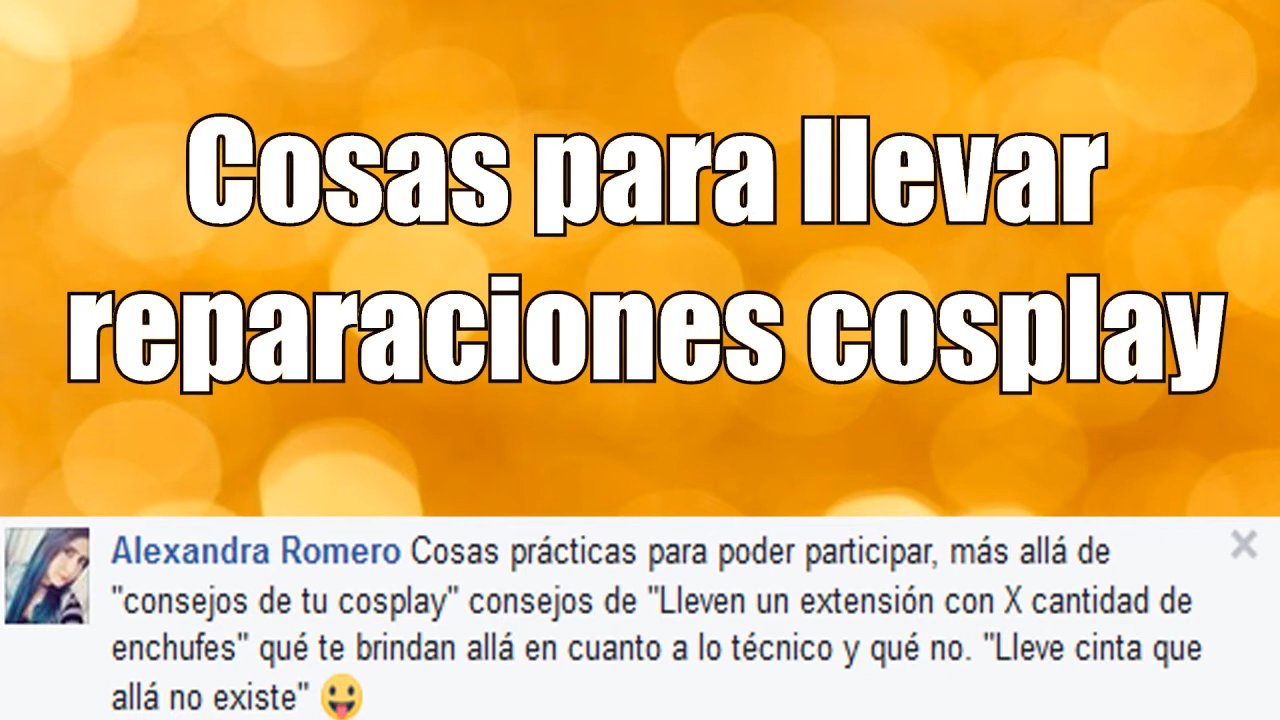 Cosas para llevar
reparaciones cosplay
Alexandra Romero Cosas prácticas para poder participar, más allá de
"consejos de tu cosplay" consejos de "Lleven un extensión con X cantidad de
enchufes" qué te brindan allá en cuanto a lo técnico y qué no. "Lleve cinta que
allá no existe" 😛